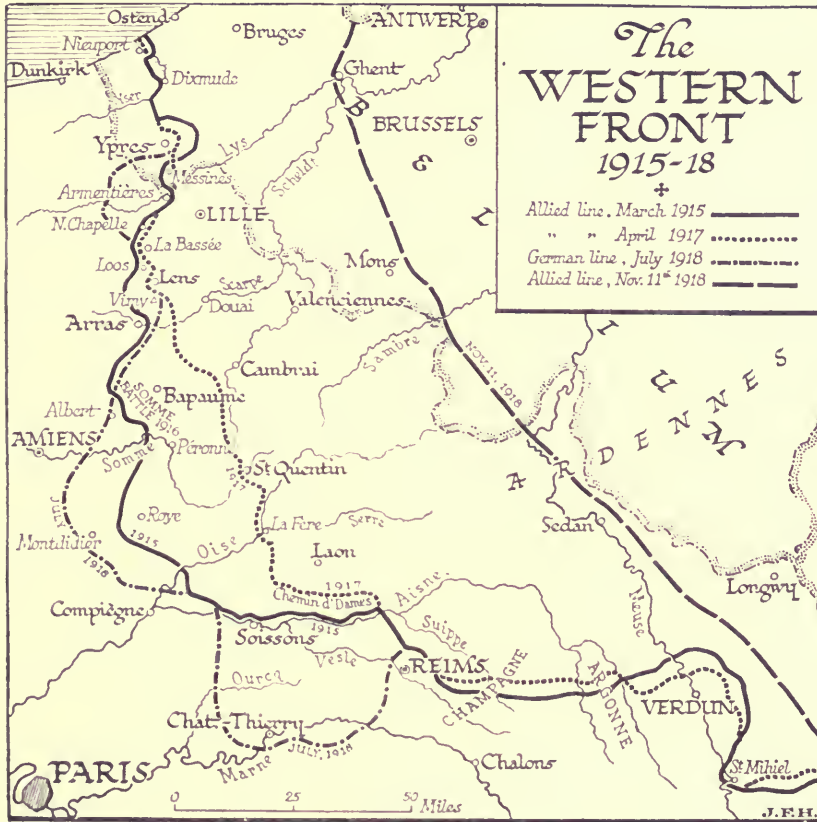 The
WESTERN
FRONT
1915-18
Allied line, March 1915
" " April 1917
German line, July 1918
Allied line, Nov. 11th 1918
Ostend
Bruges
ANTWERP
Nieuport
Dunkirk
Dixmude
Ghent
Yser
BRUSSELS
Ypres
Lys
Scheldt
Messines
Armentières
LILLE
N. Chapelle
La Bassée
Loos
Lens
Mons
Scarpe
Vimy
Douai
Valenciennes
Arras
Sambre
NOV. 11, 1918
Cambrai
BELGIUM
ARDENNES
Bapaume
SOMME
BATTLE 1916
Albert
AMIENS
Somme
Péronne
1917
St Quentin
Roye
La Fère
Serre
Sedan
JULY
1918
Montdidier
1915
Oise
Laon
Longwy
1917
Chemin d'Dames
Aisne
Compiègne
Soissons
1915
Suippe
Meuse
Vesle
REIMS
CHAMPAGNE
ARGONNE
Ourcq
VERDUN
Chat.-Thierry
JULY, 1918
Marne
Chalons
St Mihiel
PARIS
0 25 50 Miles
J.F.H.